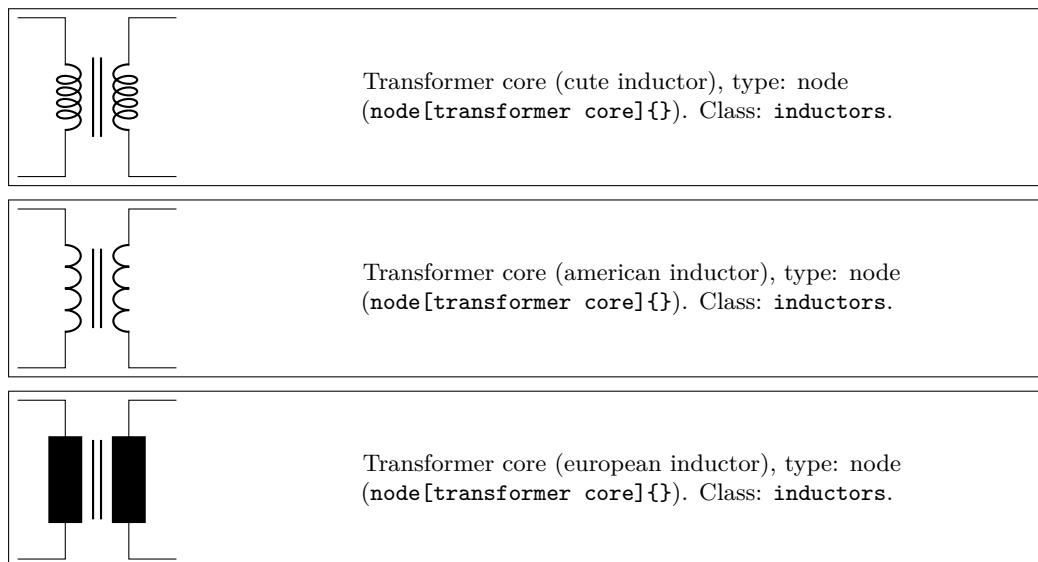 Transformer core (cute inductor), type: node
(node[transformer core]{}). Class: inductors.
Transformer core (american inductor), type: node
(node[transformer core]{}). Class: inductors.
Transformer core (european inductor), type: node
(node[transformer core]{}). Class: inductors.